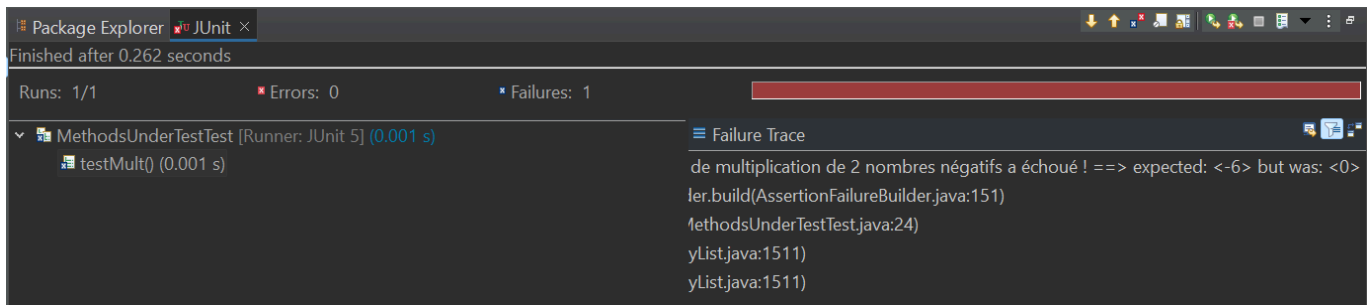 Package Explorer JUnit
Finished after 0.262 seconds
Runs: 1/1 Errors: 0 Failures: 1
MethodsUnderTestTest [Runner: JUnit 5] (0.001 s)
testMult() (0.001 s)
Failure Trace
de multiplication de 2 nombres négatifs a échoué ! ==> expected: <-6> but was: <0>
der.build(AssertionFailureBuilder.java:151)
MethodsUnderTestTest.java:24)
yList.java:1511)
yList.java:1511)